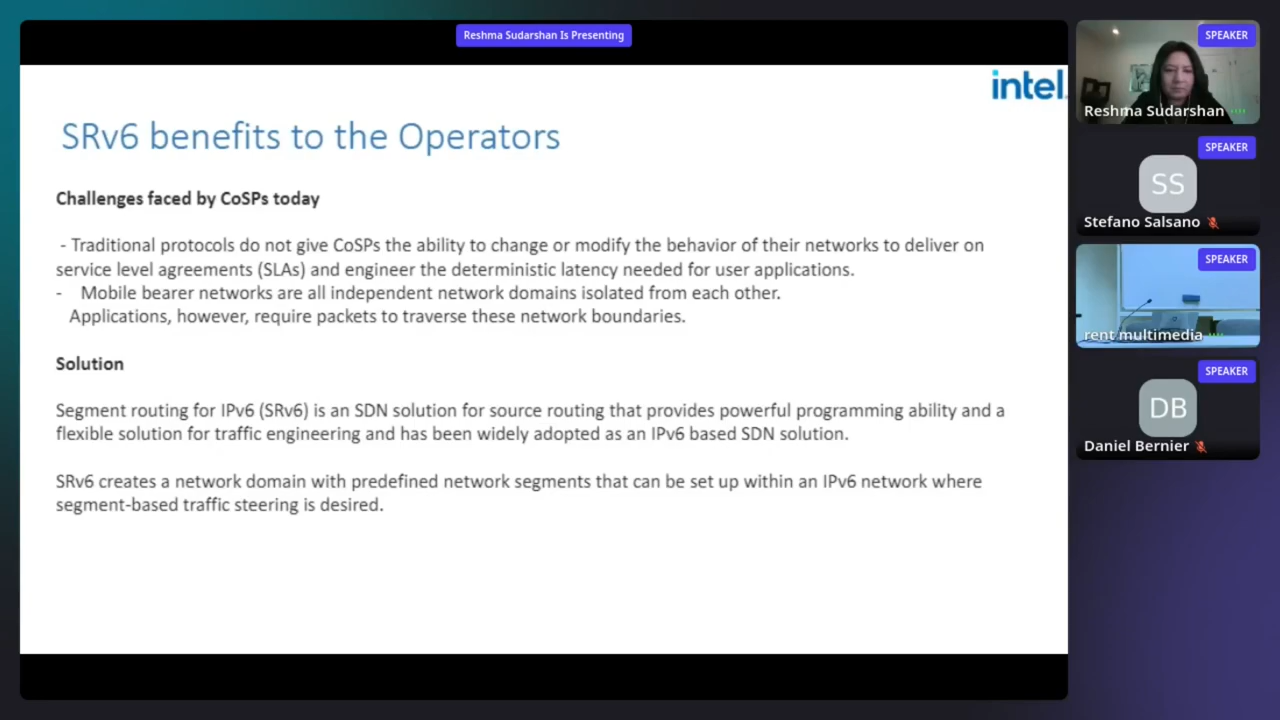 Reshma Sudarshan Is Presenting
intel
SRv6 benefits to the Operators
Challenges faced by CoSPs today
- Traditional protocols do not give CoSPs the ability to change or modify the behavior of their networks to deliver on
service level agreements (SLAs) and engineer the deterministic latency needed for user applications.
- Mobile bearer networks are all independent network domains isolated from each other.
Applications, however, require packets to traverse these network boundaries.
Solution
Segment routing for IPv6 (SRv6) is an SDN solution for source routing that provides powerful programming ability and a
flexible solution for traffic engineering and has been widely adopted as an IPv6 based SDN solution.
SRv6 creates a network domain with predefined network segments that can be set up within an IPv6 network where
segment-based traffic steering is desired.
SPEAKER
Reshma Sudarshan
SPEAKER
SS
Stefano Salsano
SPEAKER
rent multimedia
SPEAKER
DB
Daniel Bernier